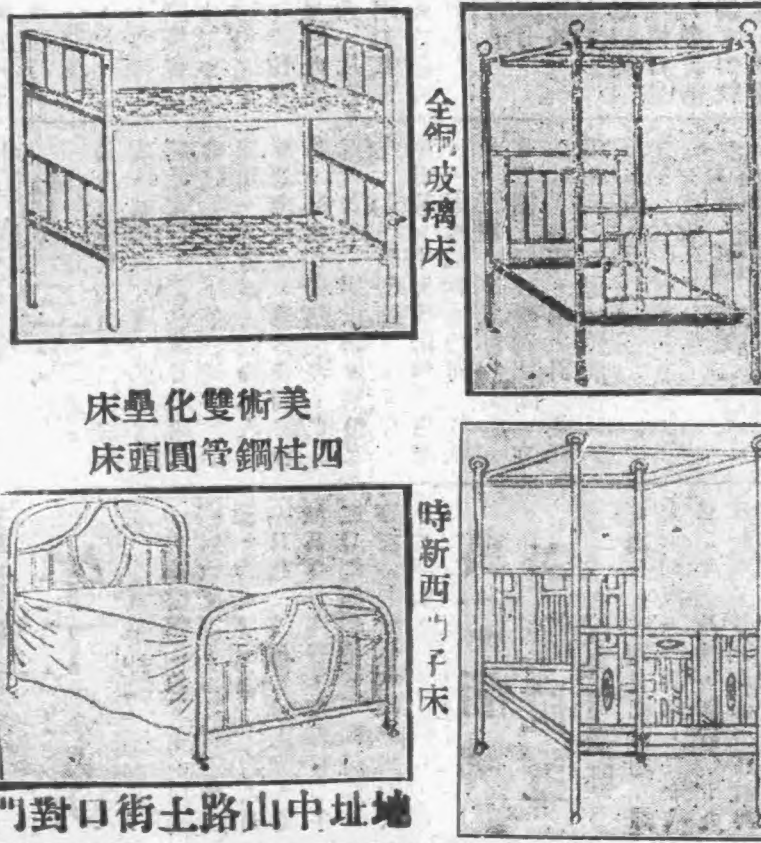 全銅玻璃床
美術雙化壘床
四柱鋼管圓頭床
時新西門子床
地址中山路土街口對門